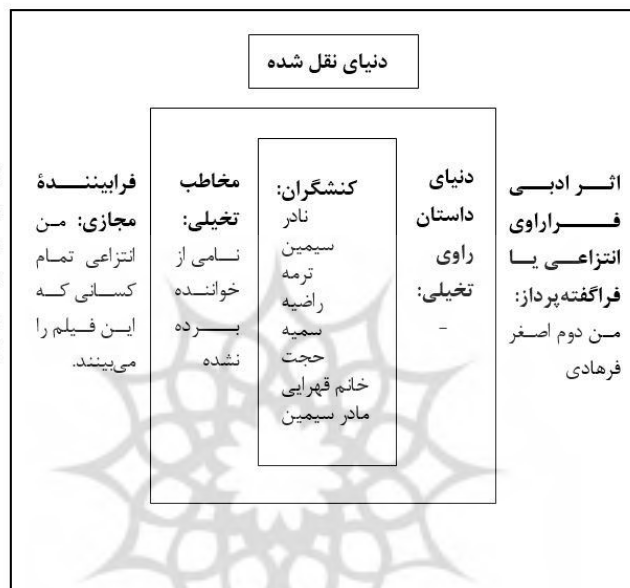 دنیای نقل شده
اثر ادبی
فراراوی
انتزاعی یا
فراگفته‌پرداز:
من دوم اصغر
فرهادی
دنیای
داستان
راوی
تخیلی:
-
کنشگران:
نادر
سیمین
ترمه
راضیه
سمیه
حجت
خانم قهرایی
مادر سیمین
مخاطب
تخیلی:
نامی از
خواننده
برده
نشده
فرابینندهٔ
مجازی: من
انتزاعی تمام
کسانی که
این فیلم را
می‌بینند.